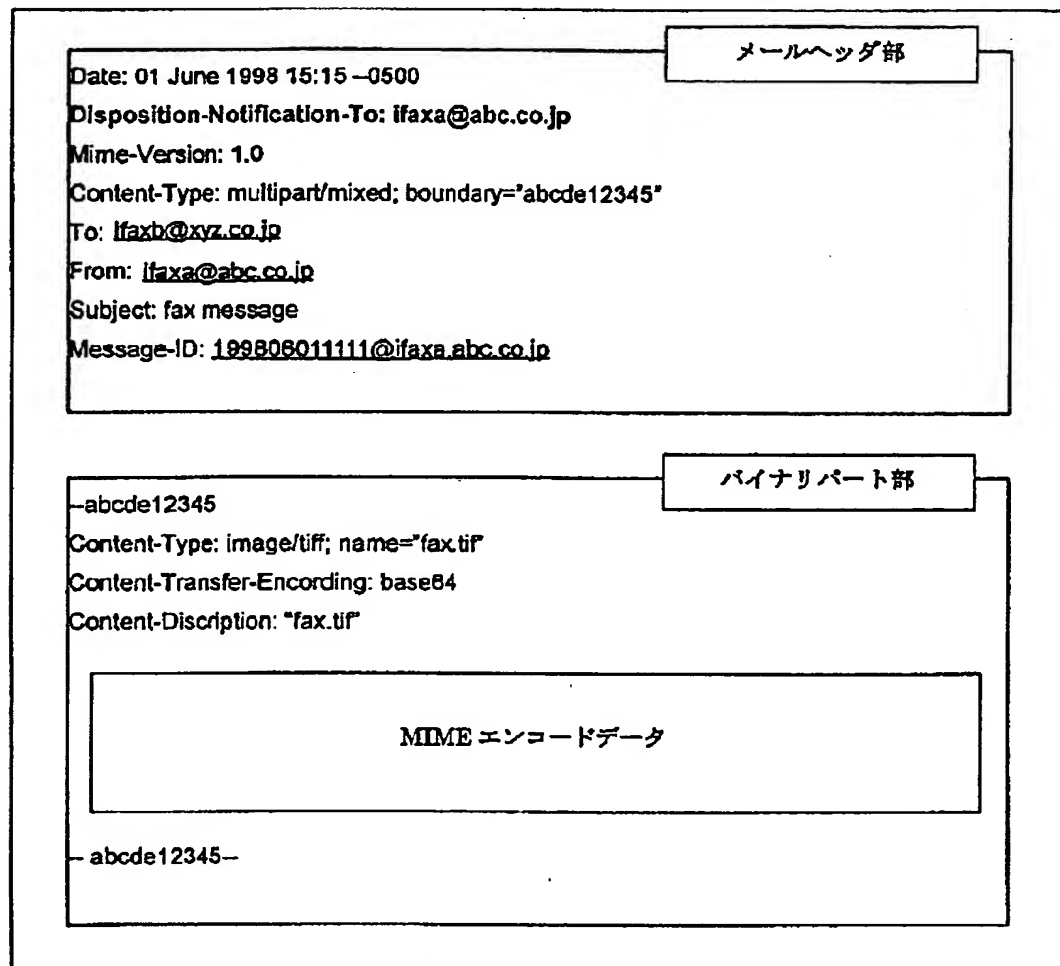 メールヘッダ部
Date: 01 June 1998 15:15 –0500
Disposition-Notification-To: ifaxa@abc.co.jp
Mime-Version: 1.0
Content-Type: multipart/mixed; boundary="abcde12345"
To: ifaxb@xyz.co.jp
From: ifaxa@abc.co.jp
Subject: fax message
Message-ID: 199806011111@ifaxa.abc.co.jp
バイナリパート部
--abcde12345
Content-Type: image/tiff; name="fax.tif"
Content-Transfer-Encording: base64
Content-Discription: "fax.tif"
MIME エンコードデータ
-- abcde12345--